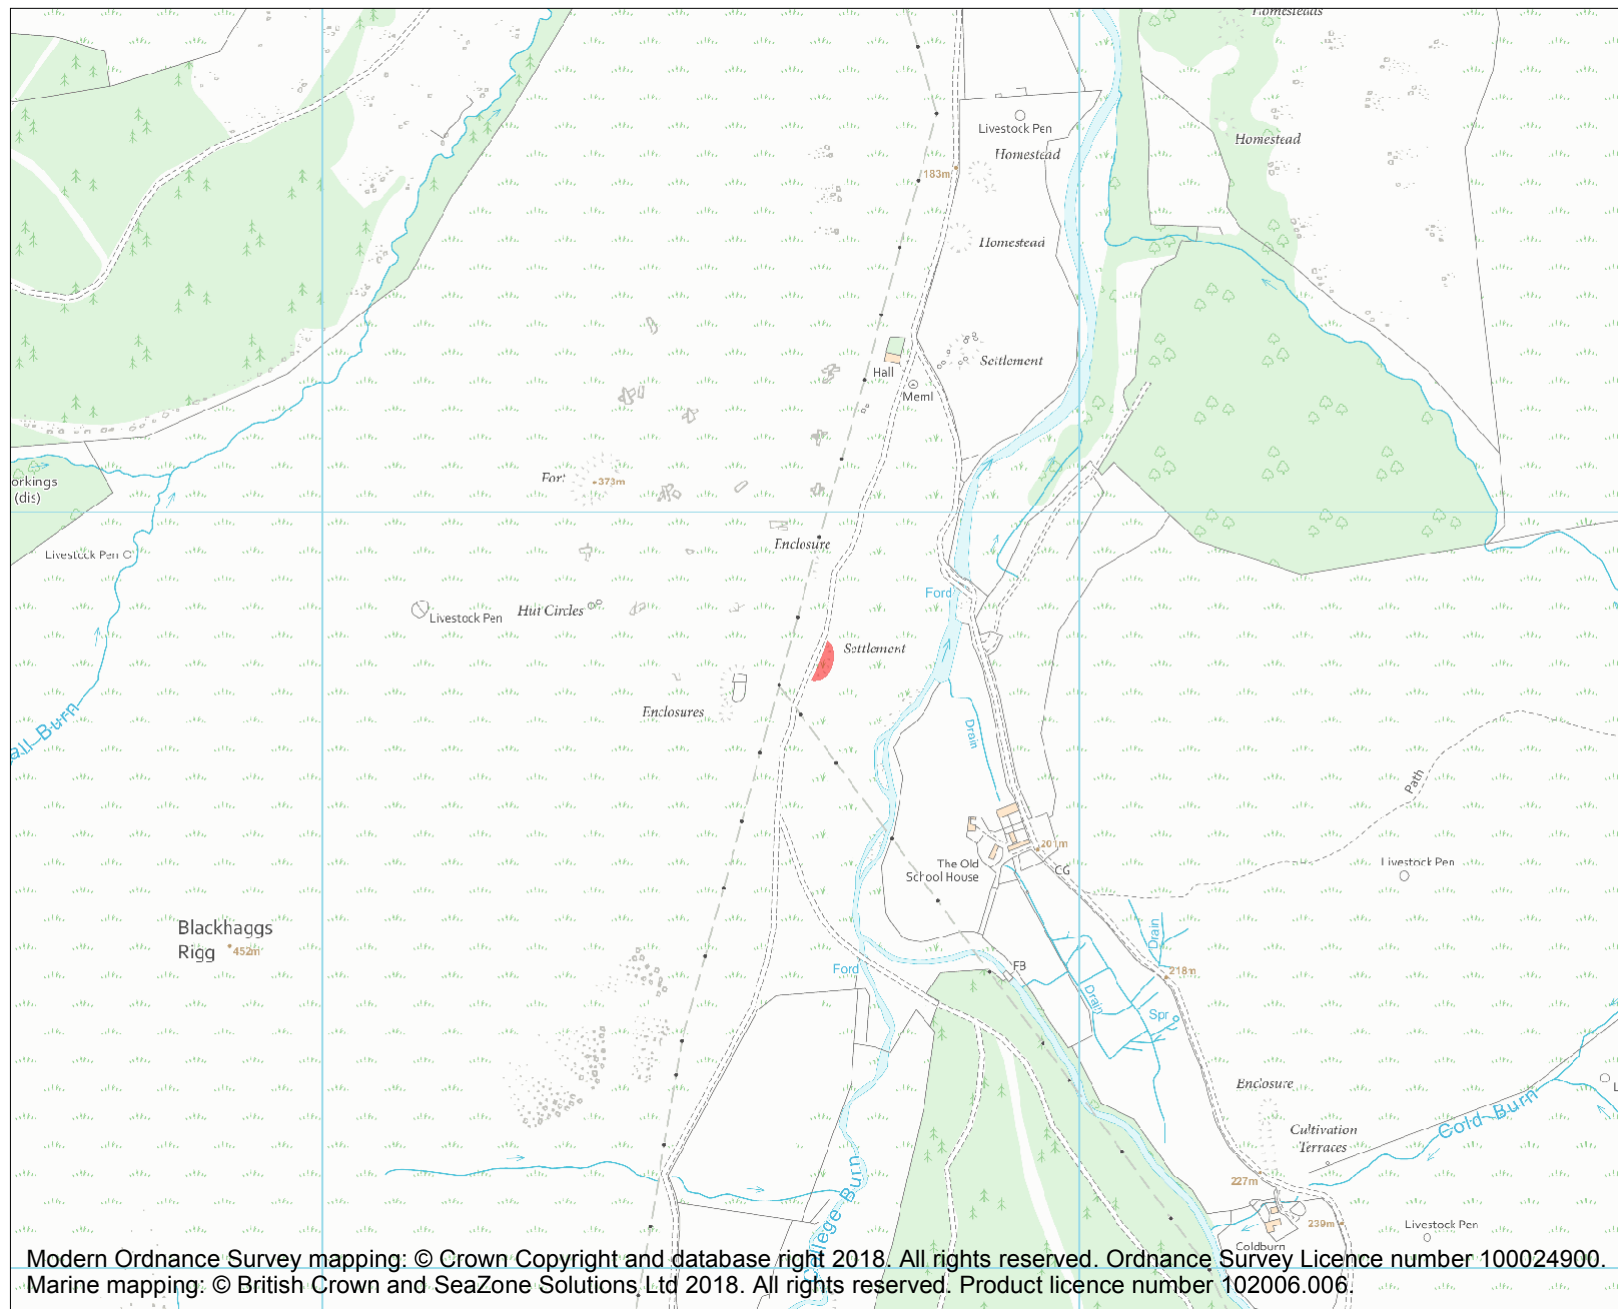 Homesteads
Livestock Pen
Homestead
Homestead
183m
Homestead
Settlement
Hall
Meml
Fort
373m
orkings
(dis)
Livestock Pen
Enclosure
Ford
Hut Circles
Livestock Pen
Settlement
Enclosures
Drain
all Burn
Path
201m
The Old
School House
CG
Livestock Pen
Blackhaggs
Rigg
452m
Drain
Ford
FB
218m
Drain
Spr
Enclosure
L
Cold Burn
Cultivation
Terraces
College Burn
227m
239m
Livestock Pen
Coldburn
Modern Ordnance Survey mapping: © Crown Copyright and database right 2018. All rights reserved. Ordnance Survey Licence number 100024900.
Marine mapping: © British Crown and SeaZone Solutions Ltd 2018. All rights reserved. Product licence number 102006.006.